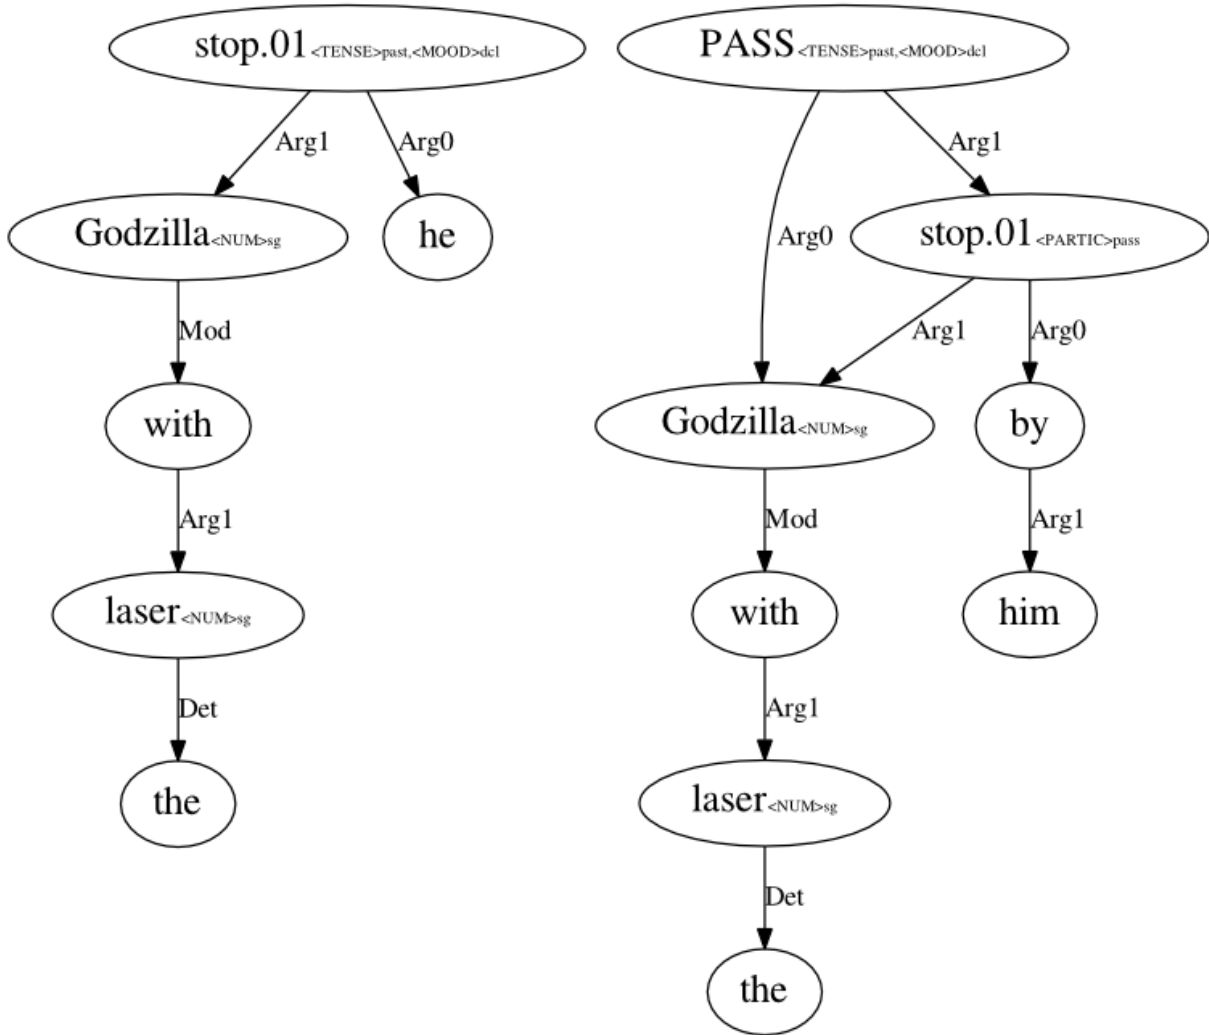 stop.01<TENSE>past,<MOOD>dcl
PASS<TENSE>past,<MOOD>dcl
Arg1
Arg0
Arg1
Godzilla<NUM>sg
he
Arg0
stop.01<PARTIC>pass
Mod
Arg1
Arg0
with
Godzilla<NUM>sg
by
Arg1
Mod
Arg1
laser<NUM>sg
with
him
Det
Arg1
the
laser<NUM>sg
Det
the